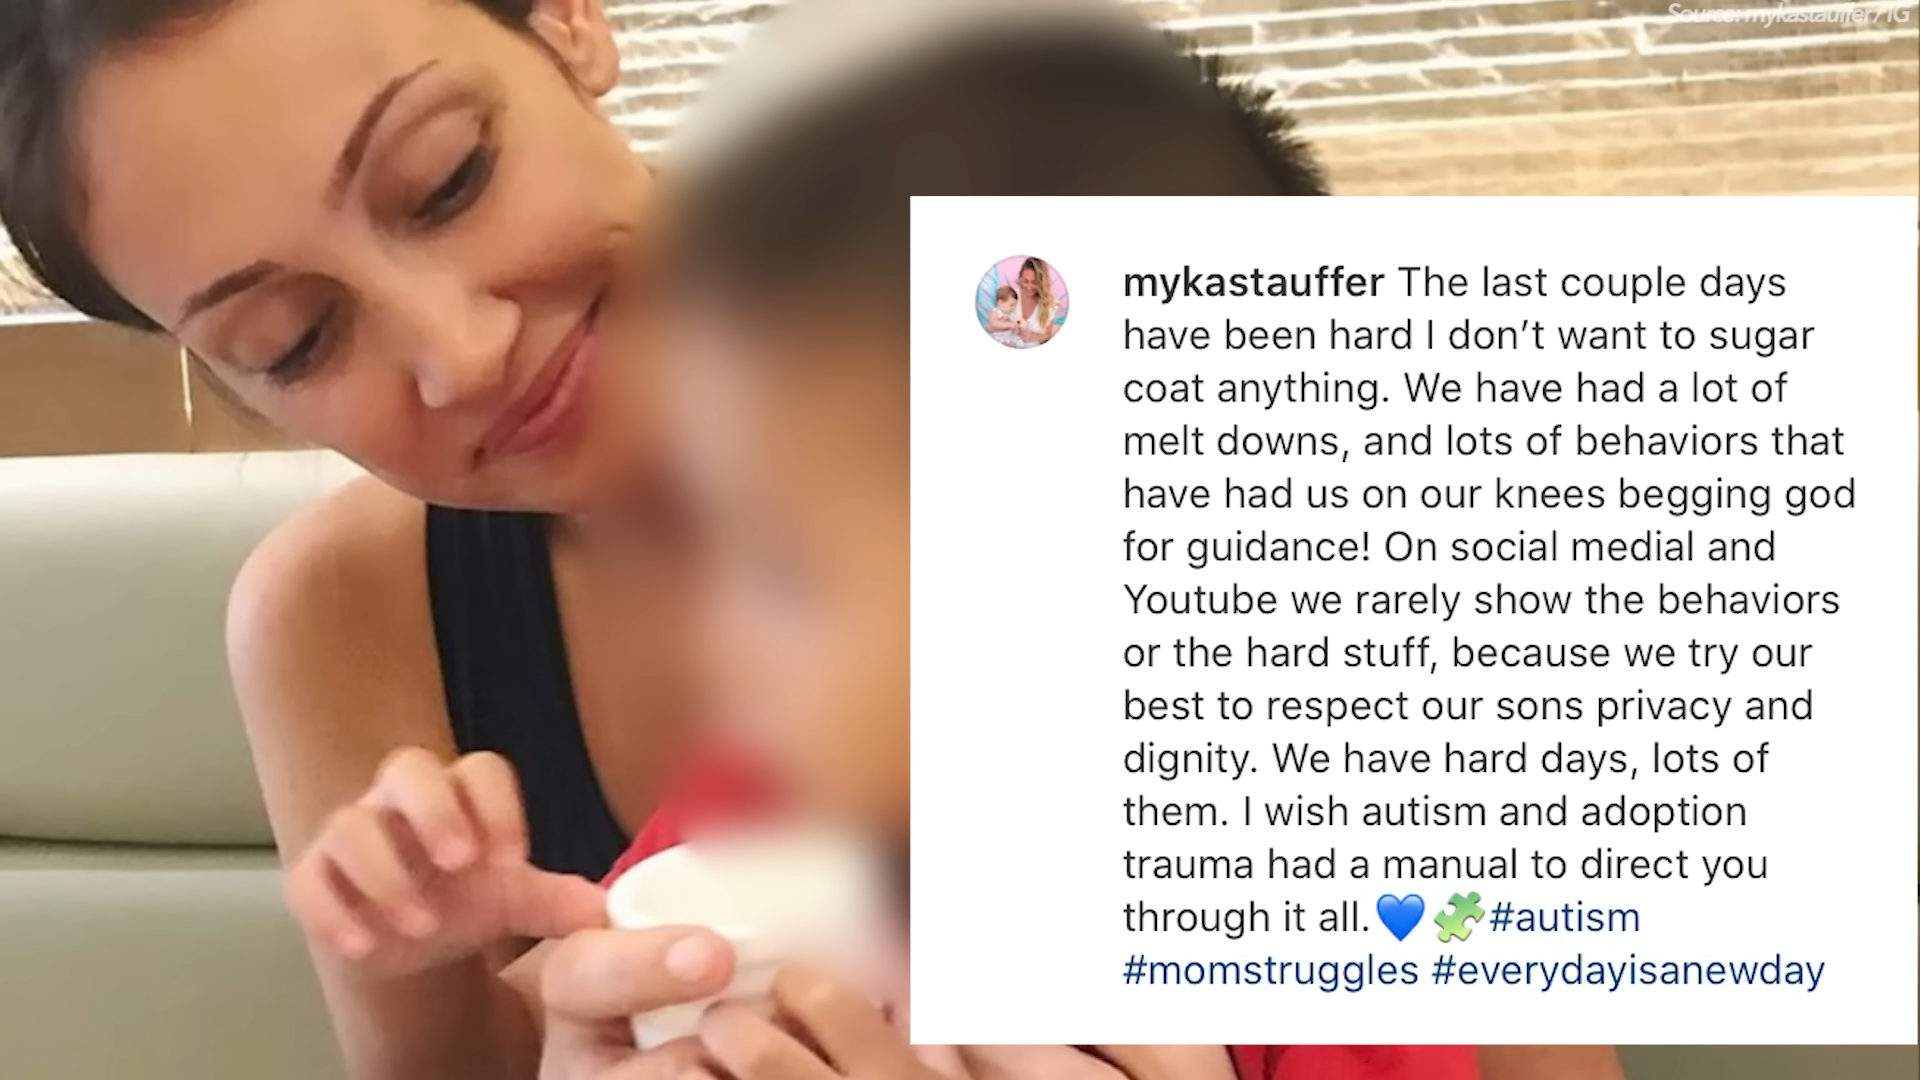 Source: mykastauffer / IG
mykastauffer The last couple days
have been hard I don’t want to sugar
coat anything. We have had a lot of
melt downs, and lots of behaviors that
have had us on our knees begging god
for guidance! On social medial and
Youtube we rarely show the behaviors
or the hard stuff, because we try our
best to respect our sons privacy and
dignity. We have hard days, lots of
them. I wish autism and adoption
trauma had a manual to direct you
through it all.💙🧩#autism
#momstruggles #everydayisanewday